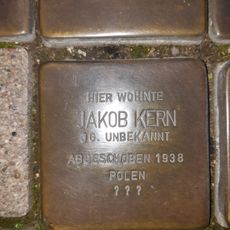 HIER WOHNTE
JAKOB KERN
JG. UNBEKANNT
ABGESCHOBEN 1938
POLEN
? ? ?